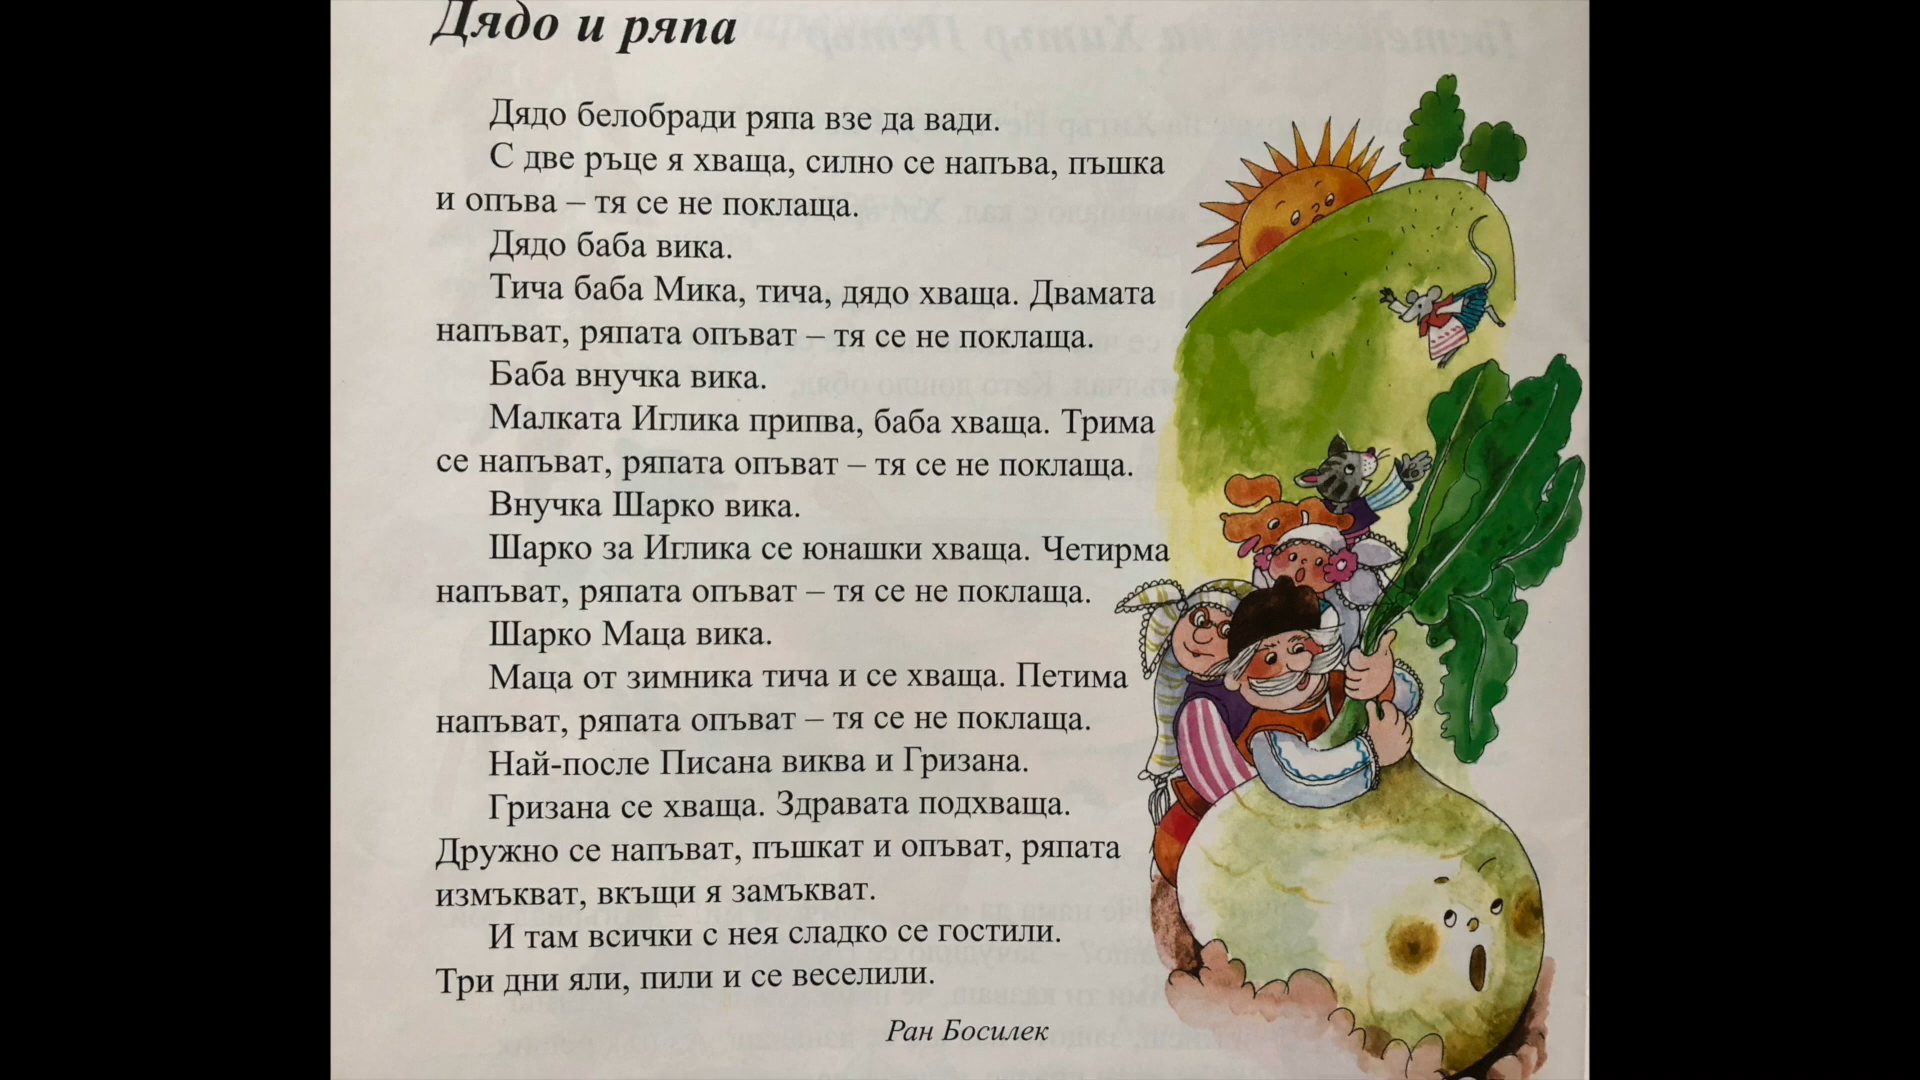 Дядо и ряпа
Дядо белобради ряпа взе да вади.
С две ръце я хваща, силно се напъва, пъшка
и опъва – тя се не поклаща.
Дядо баба вика.
Тича баба Мика, тича, дядо хваща. Двамата
напъват, ряпата опъват – тя се не поклаща.
Баба внучка вика.
Малката Иглика припва, баба хваща. Трима
се напъват, ряпата опъват – тя се не поклаща.
Внучка Шарко вика.
Шарко за Иглика се юнашки хваща. Четирма
напъват, ряпата опъват – тя се не поклаща.
Шарко Маца вика.
Маца от зимника тича и се хваща. Петима
напъват, ряпата опъват – тя се не поклаща.
Най-после Писана виква и Гризана.
Гризана се хваща. Здравата подхваща.
Дружно се напъват, пъшкат и опъват, ряпата
измъкват, вкъщи я замъкват.
И там всички с нея сладко се гостили.
Три дни яли, пили и се веселили.
Ран Босилек